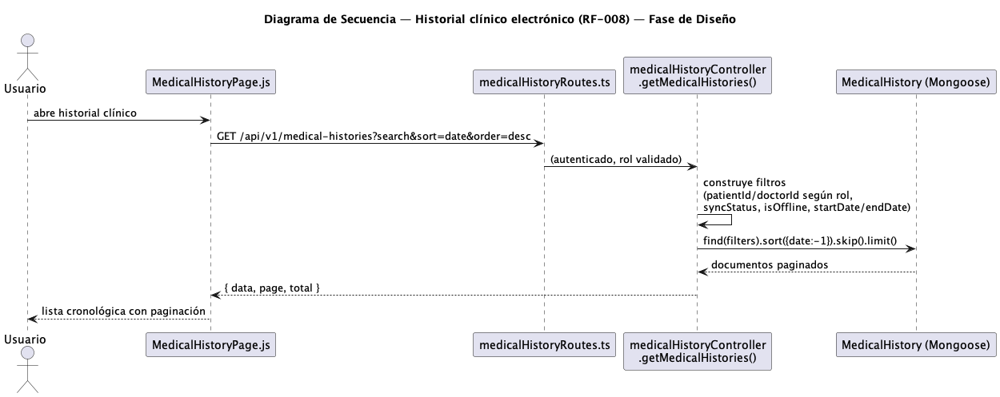 Diagrama de Secuencia — Historial clínico electrónico (RF-008) — Fase de Diseño
Usuario
MedicalHistoryPage.js
medicalHistoryRoutes.ts
medicalHistoryController
.getMedicalHistories()
MedicalHistory (Mongoose)
abre historial clínico
GET /api/v1/medical-histories?search&sort=date&order=desc
(autenticado, rol validado)
construye filtros
(patientId/doctorId según rol,
syncStatus, isOffline, startDate/endDate)
find(filters).sort({date:-1}).skip().limit()
documentos paginados
{ data, page, total }
lista cronológica con paginación
Usuario
MedicalHistoryPage.js
medicalHistoryRoutes.ts
medicalHistoryController
.getMedicalHistories()
MedicalHistory (Mongoose)